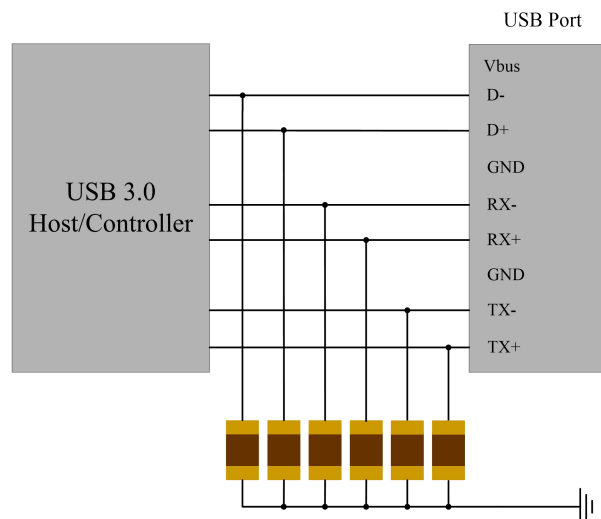 USB Port
USB 3.0
Host/Controller
Vbus
D-
D+
GND
RX-
RX+
GND
TX-
TX+